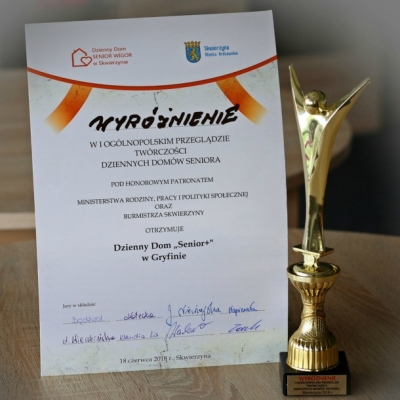 Dzienny Dom
SENIOR WIGOR
w Skwierzynie
Skwierzyna
WYRÓŻNIENIE
W I OGÓLNOPOLSKIM PRZEGLĄDZIE
TWÓRCZOŚCI
DZIENNYCH DOMÓW SENIORA
POD HONOROWYM PATRONATEM
MINISTERSTWA RODZINY, PRACY I POLITYKI SPOŁECZNEJ
ORAZ
BURMISTRZA SKWIERZYNY
OTRZYMUJE
Dzienny Dom „Senior+"
w Gryfinie
Jury w składzie:
18 czerwca 2018 r., Skwierzyna
WYRÓŻNIENIE